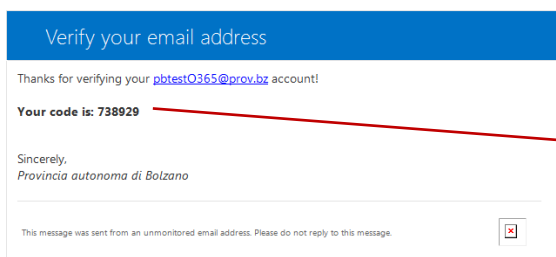 Verify your email address
Thanks for verifying your pbtestO365@prov.bz account!
Your code is: 738929
Sincerely,
Provincia autonoma di Bolzano
This message was sent from an unmonitored email address. Please do not reply to this message.